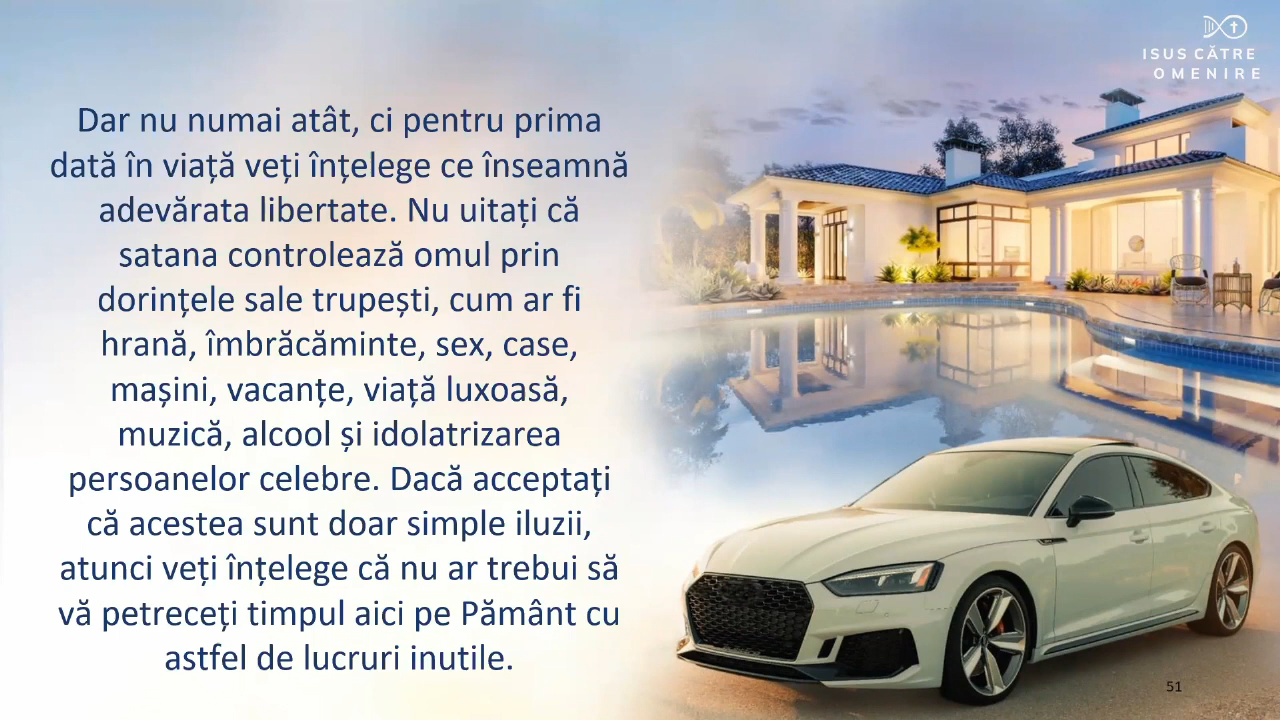 ISUS CĂTRE
OMENIRE
Dar nu numai atât, ci pentru prima
dată în viață veți înțelege ce înseamnă
adevărata libertate. Nu uitați că
satana controlează omul prin
dorințele sale trupești, cum ar fi
hrană, îmbrăcăminte, sex, case,
mașini, vacanțe, viață luxoasă,
muzică, alcool și idolatrizarea
persoanelor celebre. Dacă acceptați
că acestea sunt doar simple iluzii,
atunci veți înțelege că nu ar trebui să
vă petreceți timpul aici pe Pământ cu
astfel de lucruri inutile.
51